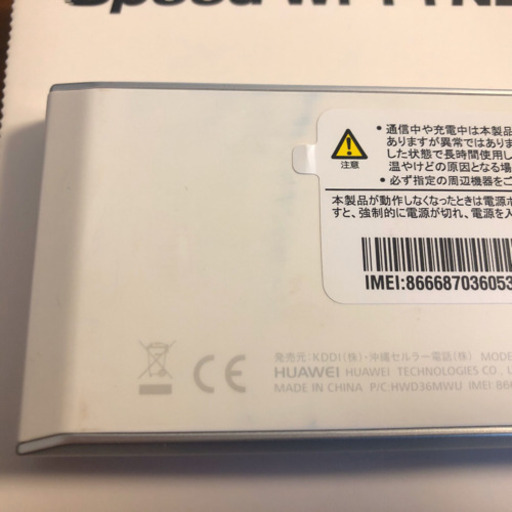 Speed Wi-Fi NE
・通信中や充電中は本製品
ありますが異常ではありま
した状態で長時間使用し
温やけどの原因となる場
・必ず指定の周辺機器をご
注意
本製品が動作しなくなったときは電源ボ
すと、強制的に電源が切れ、電源を入
IMEI:866687036053
発売元:KDDI(株)・沖縄セルラー電話(株) MODE
HUAWEI HUAWEI TECHNOLOGIES CO., L
MADE IN CHINA P/C:HWD36MWU IMEI:866